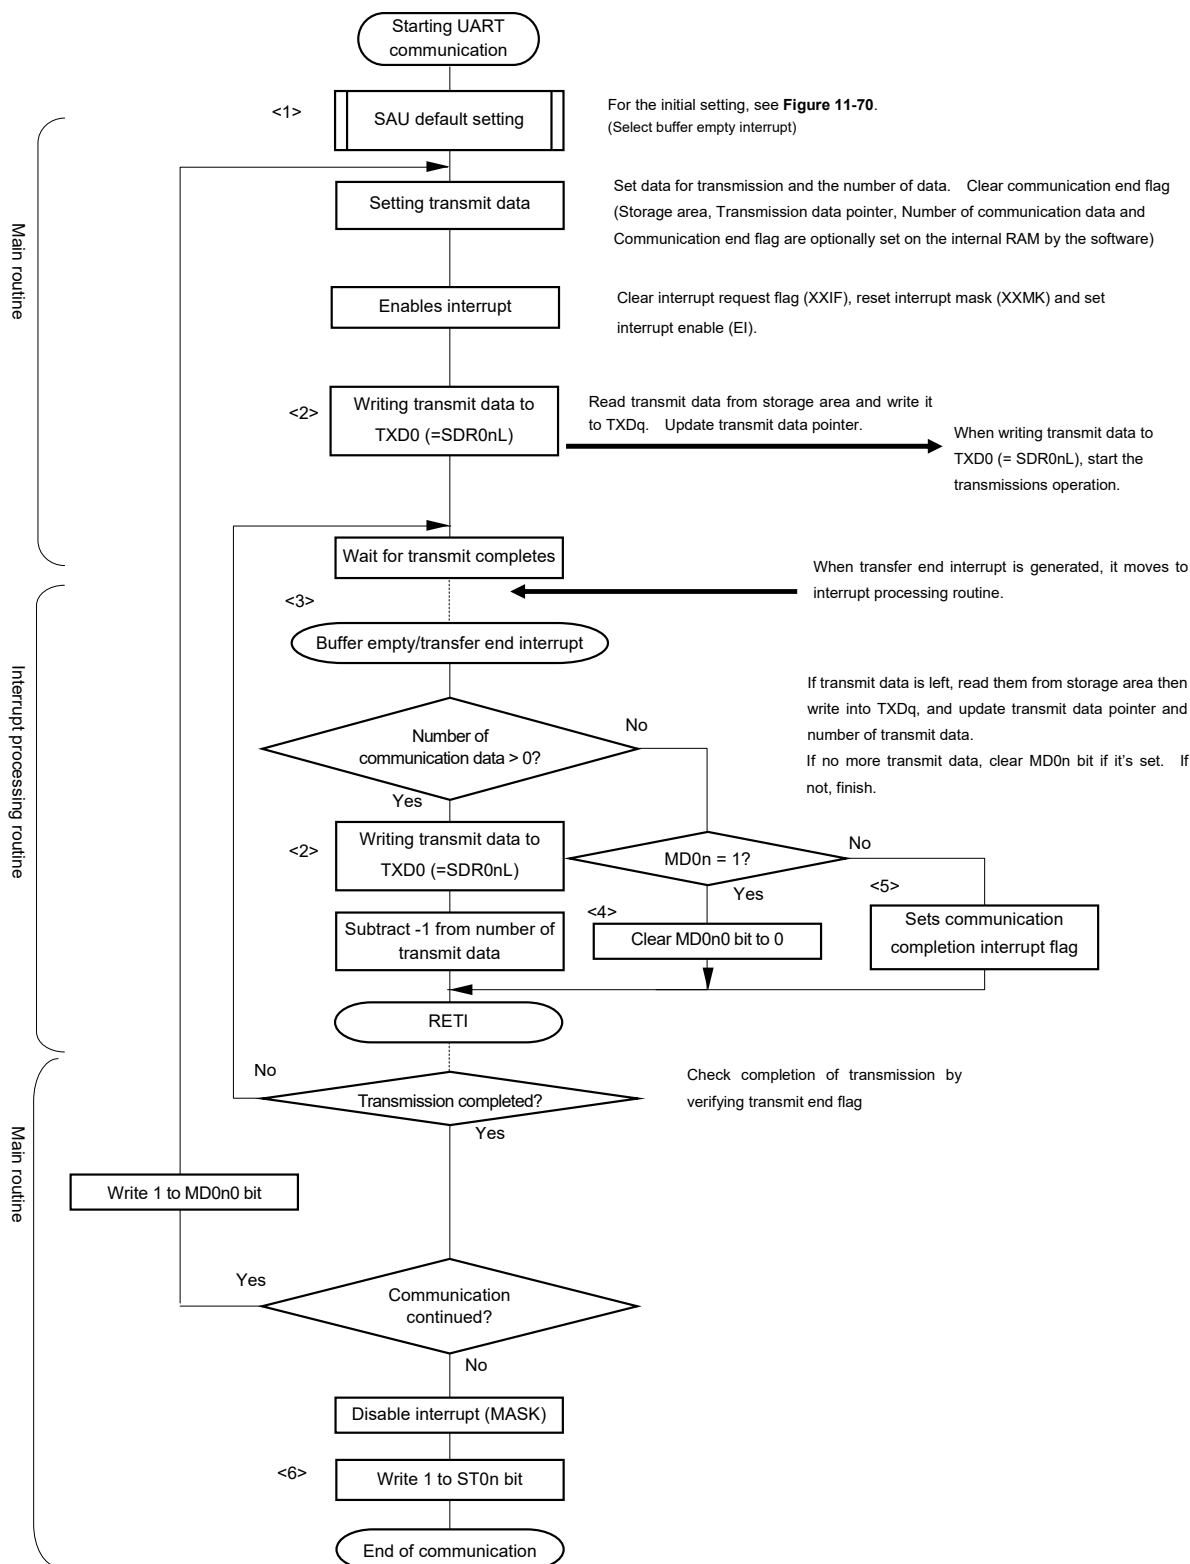 Starting UART
communication
<1>
SAU default setting
For the initial setting, see Figure 11-70.
(Select buffer empty interrupt)
Main routine
Setting transmit data
Set data for transmission and the number of data. Clear communication end flag
(Storage area, Transmission data pointer, Number of communication data and
Communication end flag are optionally set on the internal RAM by the software)
Enables interrupt
Clear interrupt request flag (XXIF), reset interrupt mask (XXMK) and set
interrupt enable (EI).
<2>
Writing transmit data to
TXD0 (=SDR0nL)
Read transmit data from storage area and write it
to TXDq. Update transmit data pointer.
When writing transmit data to
TXD0 (= SDR0nL), start the
transmissions operation.
Wait for transmit completes
When transfer end interrupt is generated, it moves to
interrupt processing routine.
<3>
Buffer empty/transfer end interrupt
Interrupt processing routine
If transmit data is left, read them from storage area then
write into TXDq, and update transmit data pointer and
number of transmit data.
If no more transmit data, clear MD0n bit if it's set. If
not, finish.
Number of
communication data > 0?
No
Yes
<2>
Writing transmit data to
TXD0 (=SDR0nL)
MD0n = 1?
No
Yes
<4>
<5>
Subtract -1 from number of
transmit data
Clear MD0n0 bit to 0
Sets communication
completion interrupt flag
RETI
No
Transmission completed?
Yes
Check completion of transmission by
verifying transmit end flag
Main routine
Write 1 to MD0n0 bit
Yes
Communication
continued?
No
Disable interrupt (MASK)
<6>
Write 1 to ST0n bit
End of communication